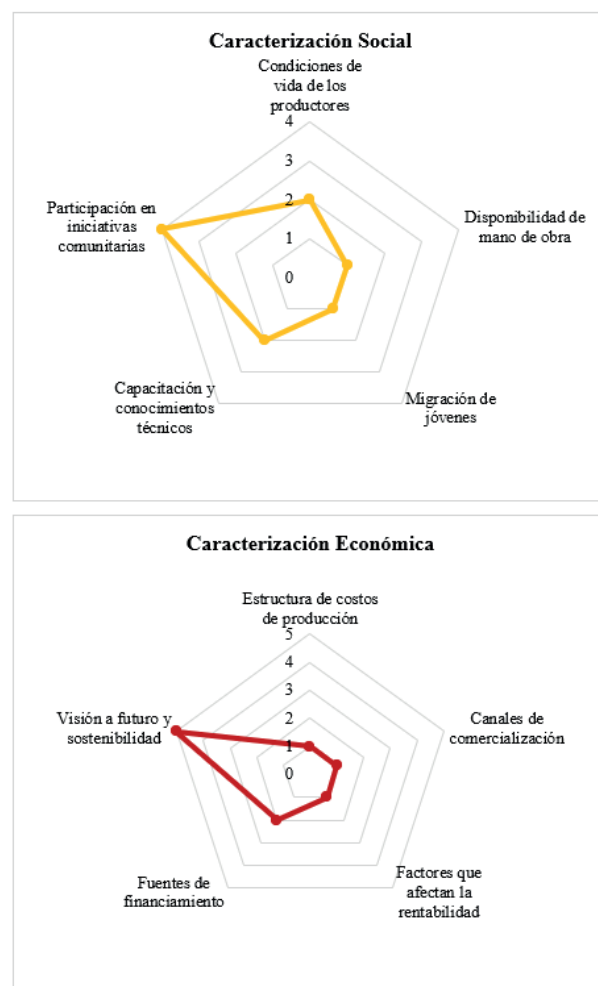 Caracterización Social
Condiciones de
vida de los
productores
4
3
2
1
0
Disponibilidad de
mano de obra
Migración de
jóvenes
Capacitación y
conocimientos
técnicos
Participación en
iniciativas
comunitarias
Caracterización Económica
Estructura de costos
de producción
5
4
3
2
1
0
Canales de
comercialización
Factores que
afectan la
rentabilidad
Fuentes de
financiamiento
Visión a futuro y
sostenibilidad